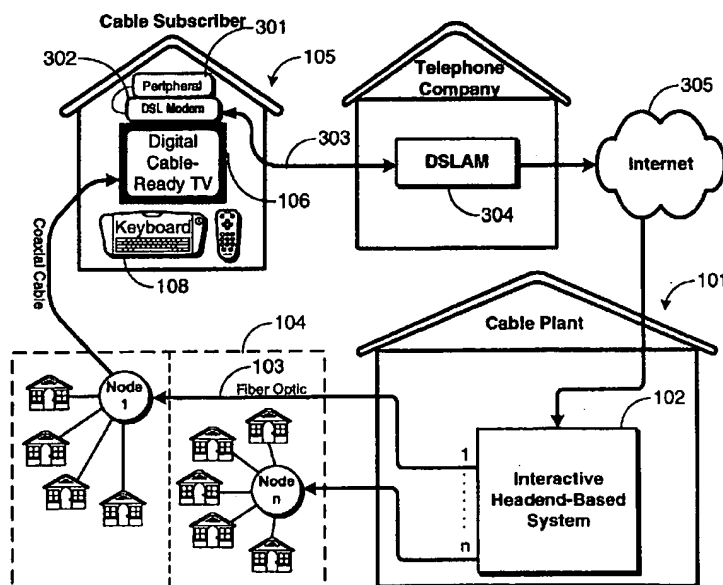 Cable Subscriber
301
302
105
Peripheral
DSL Modem
Digital
Cable-
Ready TV
303
106
Keyboard
108
Coaxial Cable
Telephone
Company
DSLAM
304
305
Internet
101
Cable Plant
104
103
Fiber Optic
102
Node
1
Node
n
1
n
Interactive
Headend-Based
System